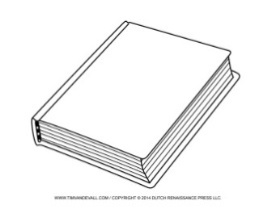 WWW.TIMVANDEVALL.COM / COPYRIGHT © 2014 DUTCH RENAISSANCE PRESS LLC.